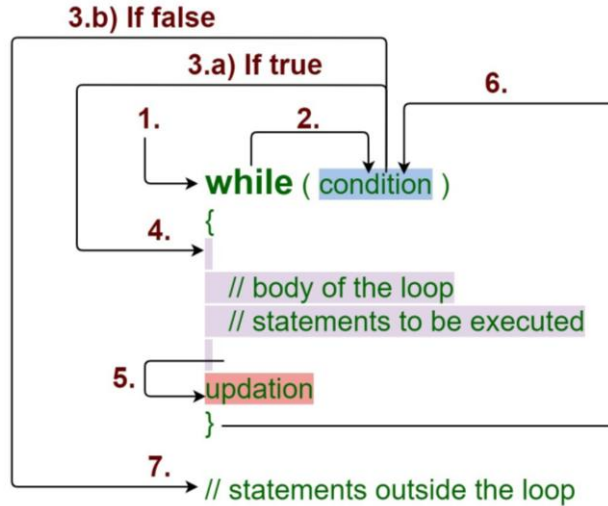 3.b) If false
3.a) If true
6.
1.
2.
while ( condition )
{
4.
// body of the loop
// statements to be executed
5.
updation
}
7.
// statements outside the loop